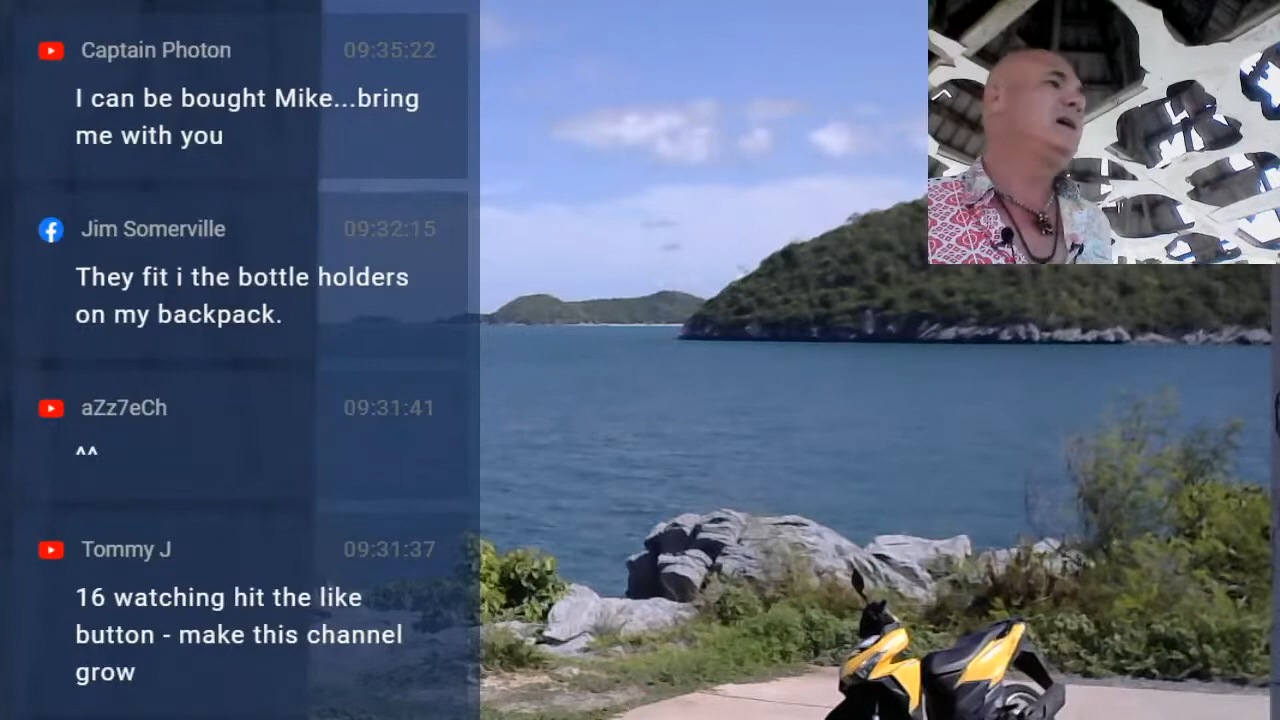 Captain Photon 09:35:22
I can be bought Mike...bring
me with you
Jim Somerville 09:32:15
They fit i the bottle holders
on my backpack.
aZz7eCh 09:31:41
^^
Tommy J 09:31:37
16 watching hit the like
button - make this channel
grow